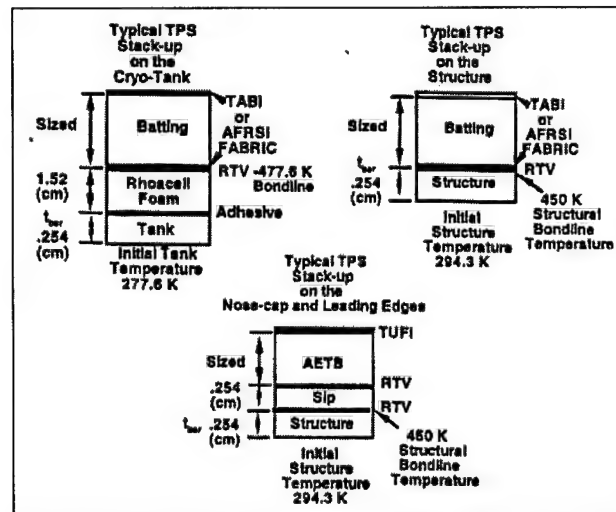 Typical TPS
Stack-up
on the
Cryo-Tank
Sized
Batting
TABI
or
AFRSI
FABRIC
RTV -477.6 K
Bondline
1.52
(cm)
Rhoacell
Foam
Adhesive
t bar
.254
(cm)
Tank
Initial Tank
Temperature
277.6 K
Typical TPS
Stack-up
on the
Structure
Sized
Batting
TABI
or
AFRSI
FABRIC
RTV
t bar
.254
(cm)
Structure
450 K
Structural
Bondline
Temperature
Initial
Structure
Temperature
294.3 K
Typical TPS
Stack-up
on the
Nose-cap and Leading Edges
TUFI
Sized
AETB
RTV
.254
(cm)
Sip
RTV
t bar .254
(cm)
Structure
450 K
Structural
Bondline
Temperature
Initial
Structure
Temperature
294.3 K